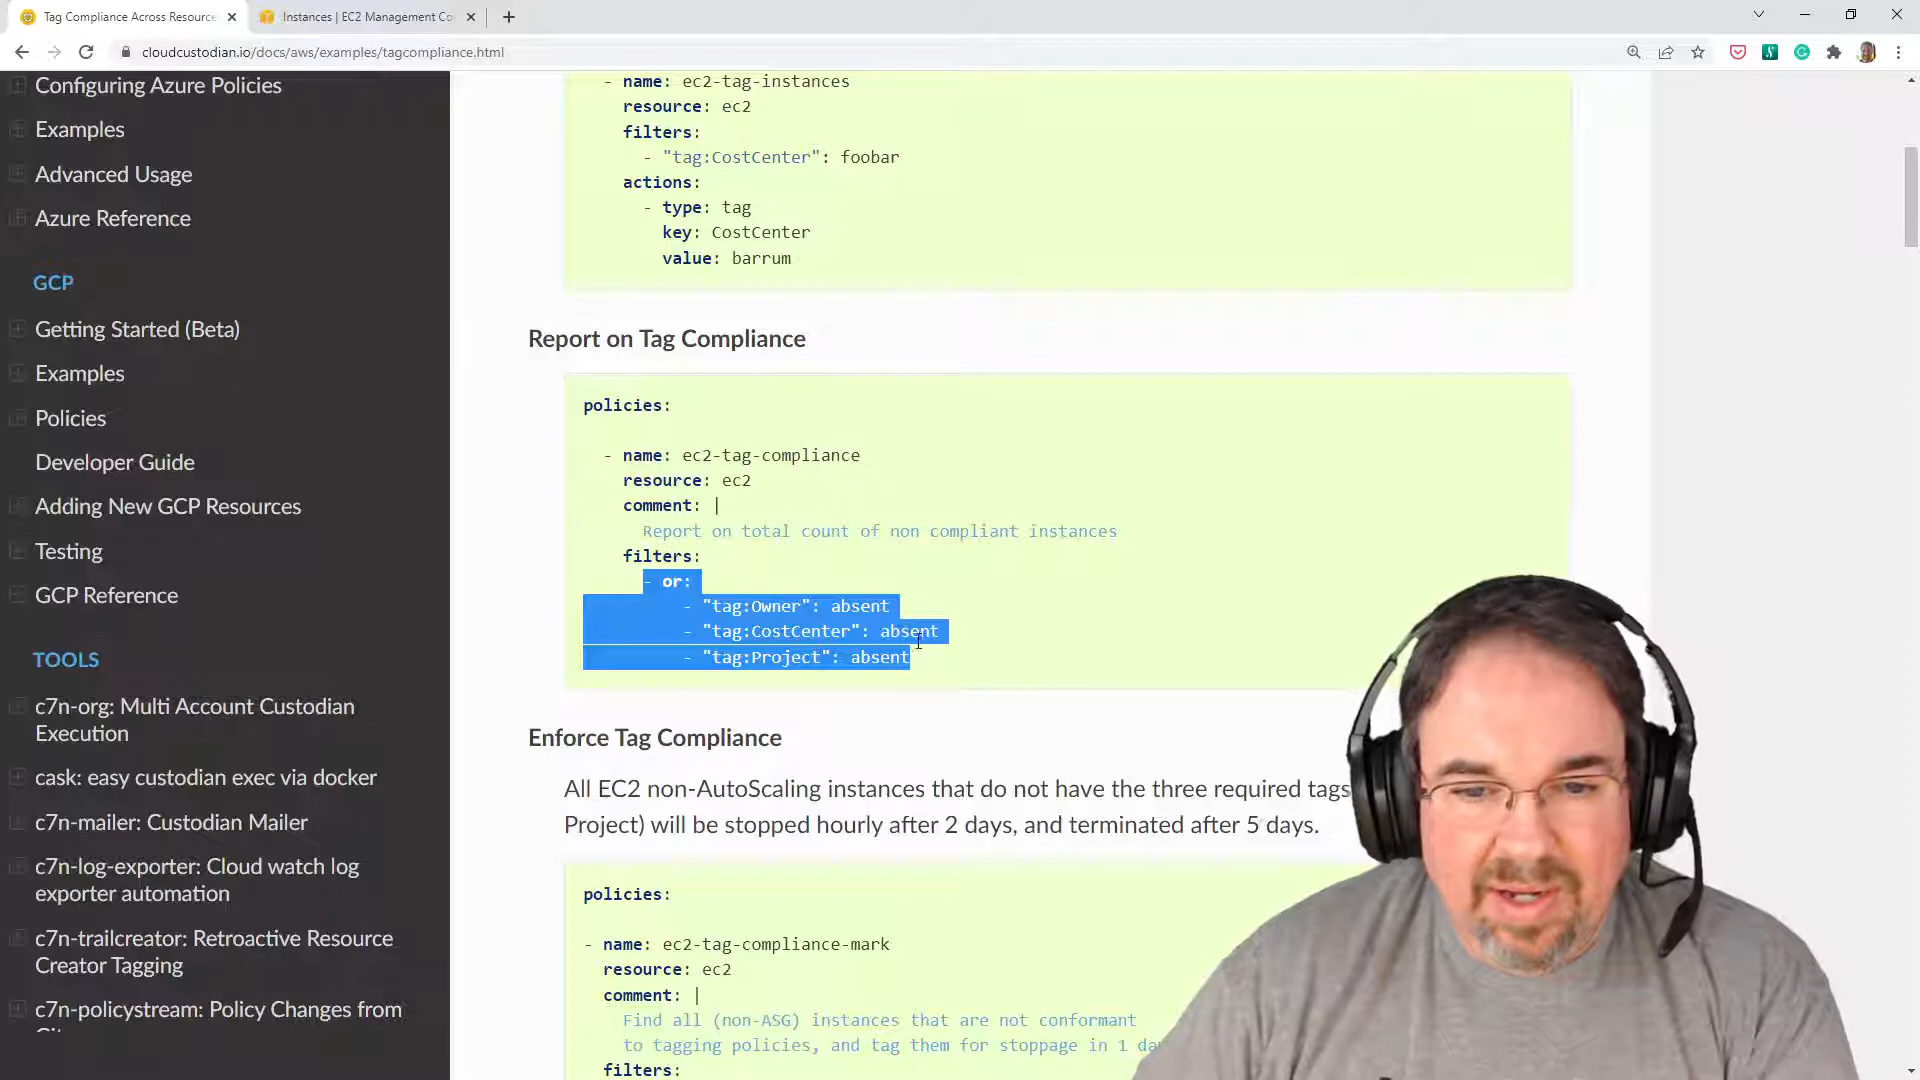 Tag Compliance Across Resource
Instances | EC2 Management Co
cloudcustodian.io/docs/aws/examples/tagcompliance.html
Configuring Azure Policies
Examples
Advanced Usage
Azure Reference
GCP
Getting Started (Beta)
Examples
Policies
Developer Guide
Adding New GCP Resources
Testing
GCP Reference
TOOLS
c7n-org: Multi Account Custodian
Execution
cask: easy custodian exec via docker
c7n-mailer: Custodian Mailer
c7n-log-exporter: Cloud watch log
exporter automation
c7n-trailcreator: Retroactive Resource
Creator Tagging
c7n-policystream: Policy Changes from
- name: ec2-tag-instances
resource: ec2
filters:
- "tag:CostCenter": foobar
actions:
- type: tag
key: CostCenter
value: barrum
Report on Tag Compliance
policies:
- name: ec2-tag-compliance
resource: ec2
comment: |
Report on total count of non compliant instances
filters:
- or:
- "tag:Owner": absent
- "tag:CostCenter": absent
- "tag:Project": absent
Enforce Tag Compliance
All EC2 non-AutoScaling instances that do not have the three required tags
Project) will be stopped hourly after 2 days, and terminated after 5 days.
policies:
- name: ec2-tag-compliance-mark
resource: ec2
comment: |
Find all (non-ASG) instances that are not conformant
to tagging policies, and tag them for stoppage in 1
filters: